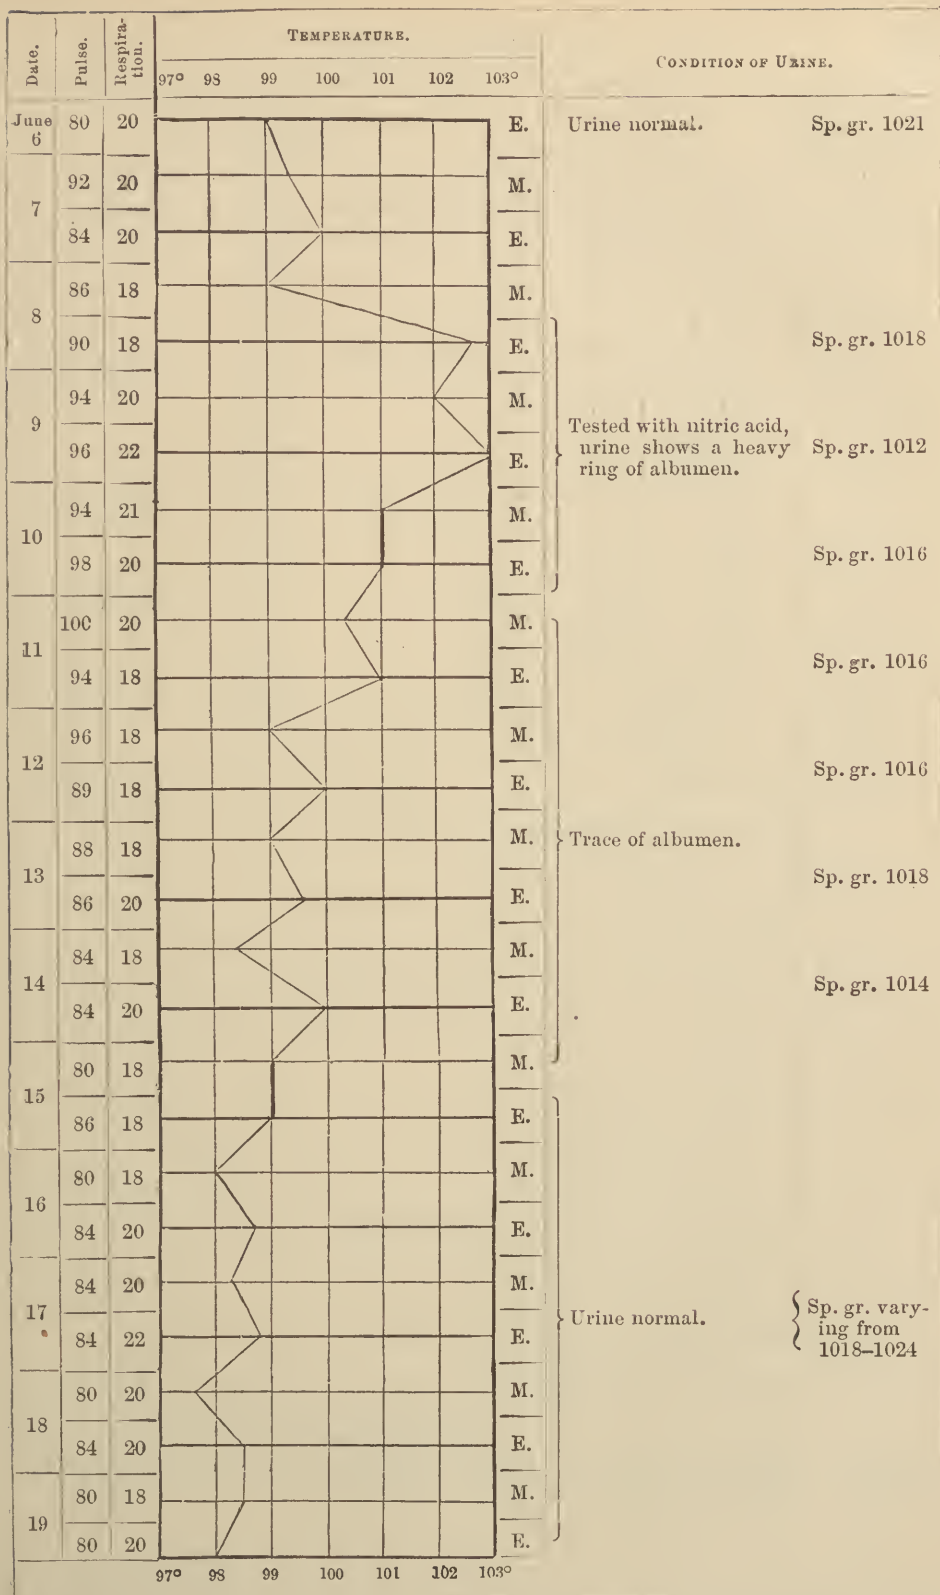 Date. Pulse. Respira-tion. TEMPERATURE. CONDITION OF URINE.
97° 98 99 100 101 102 103°
June 6 80 20 E. Urine normal. Sp. gr. 1021
7 92 20 M.
84 20 E.
8 86 18 M.
90 18 E. Sp. gr. 1018
9 94 20 M.
Tested with nitric acid,
96 22 E. urine shows a heavy Sp. gr. 1012
ring of albumen.
10 94 21 M.
98 20 E. Sp. gr. 1016
11 100 20 M.
94 18 E. Sp. gr. 1016
12 96 18 M.
89 18 E. Sp. gr. 1016
13 88 18 M. Trace of albumen.
86 20 E. Sp. gr. 1018
14 84 18 M.
84 20 E. Sp. gr. 1014
15 80 18 M.
86 18 E.
16 80 18 M.
84 20 E.
17 84 20 M.
84 22 E. Urine normal. Sp. gr. vary-
ing from
1018–1024
18 80 20 M.
84 20 E.
19 80 18 M.
80 20 E.
97° 98 99 100 101 102 103°